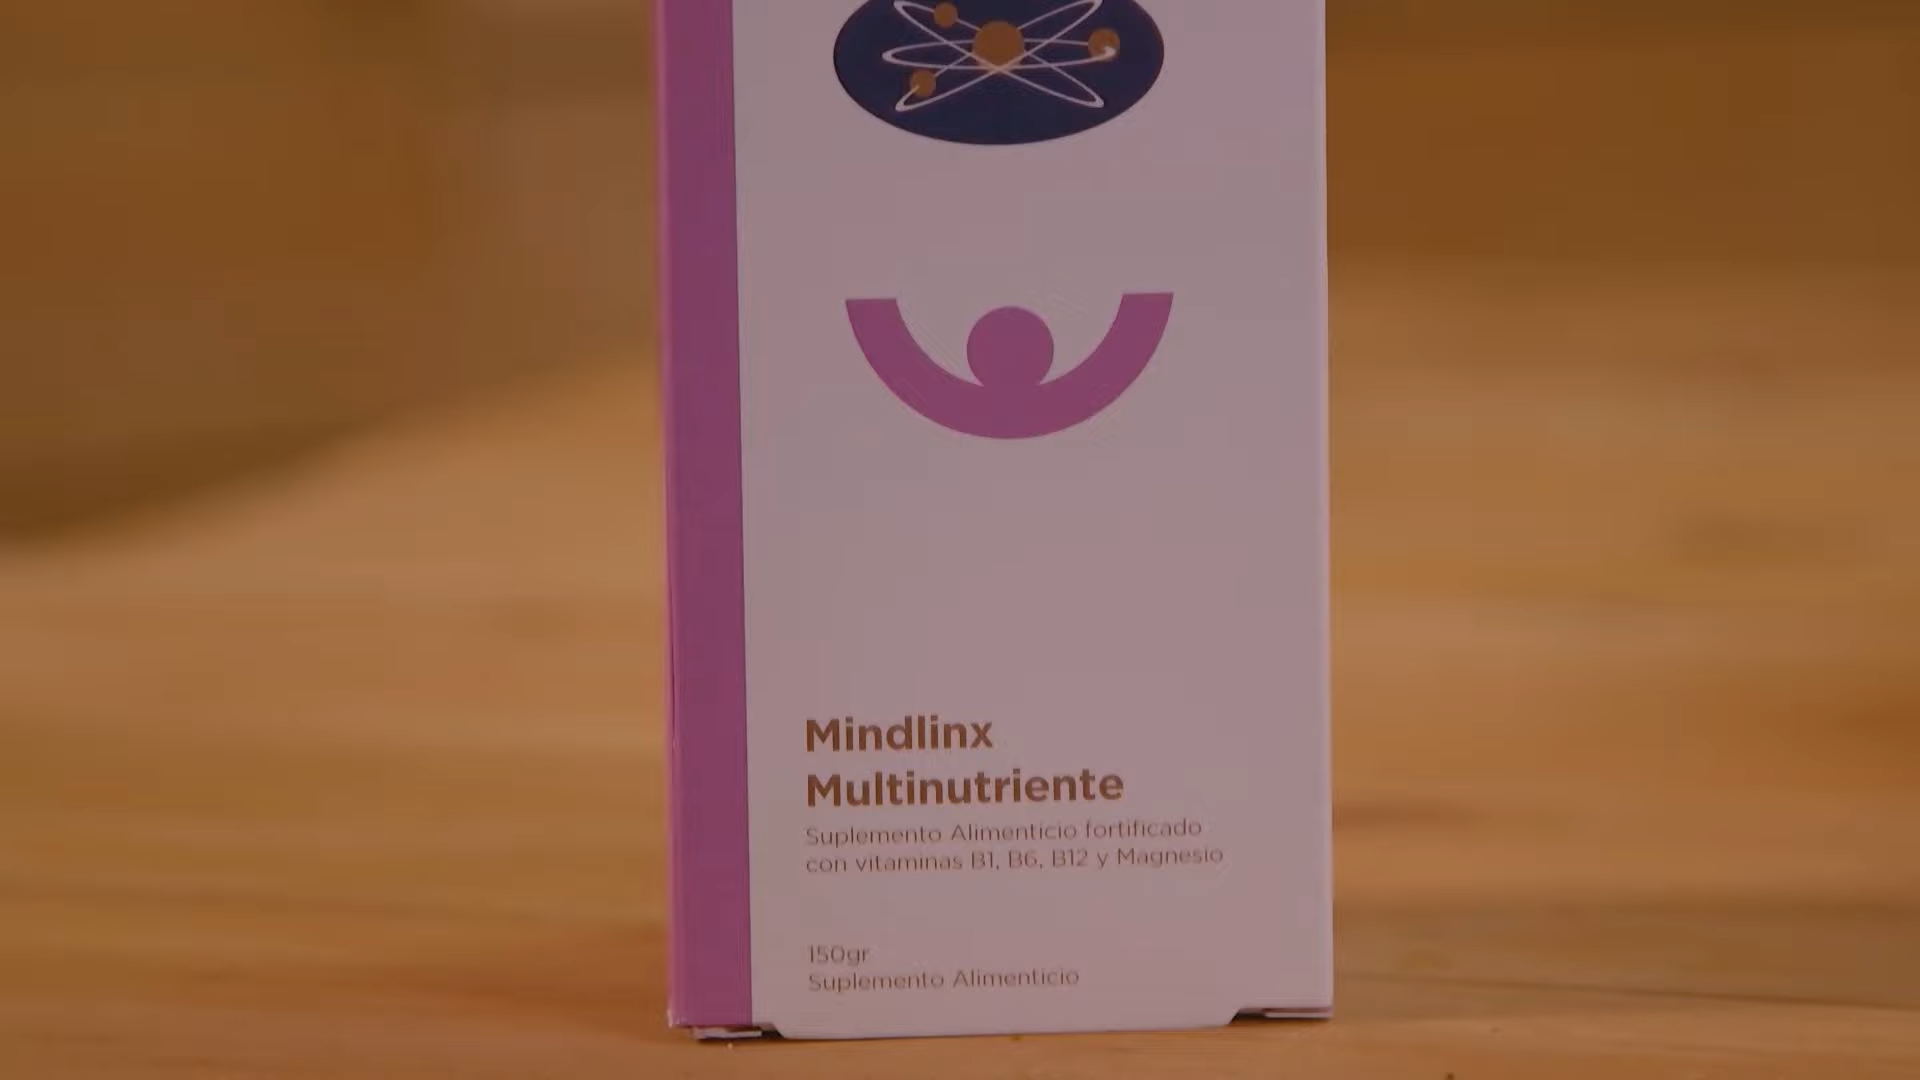 Mindlinx
Multinutriente
Suplemento Alimenticio fortificado
con vitaminas B1, B6, B12 y Magnesio
150gr
Suplemento Alimenticio